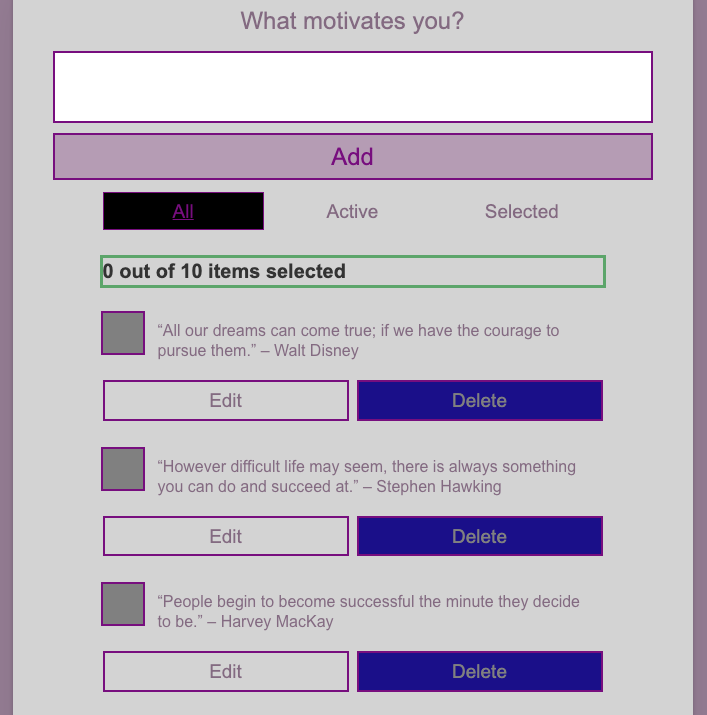 What motivates you?
Add
All Active Selected
0 out of 10 items selected
“All our dreams can come true; if we have the courage to
pursue them.” – Walt Disney
Edit Delete
“However difficult life may seem, there is always something
you can do and succeed at.” – Stephen Hawking
Edit Delete
“People begin to become successful the minute they decide
to be.” – Harvey MacKay
Edit Delete